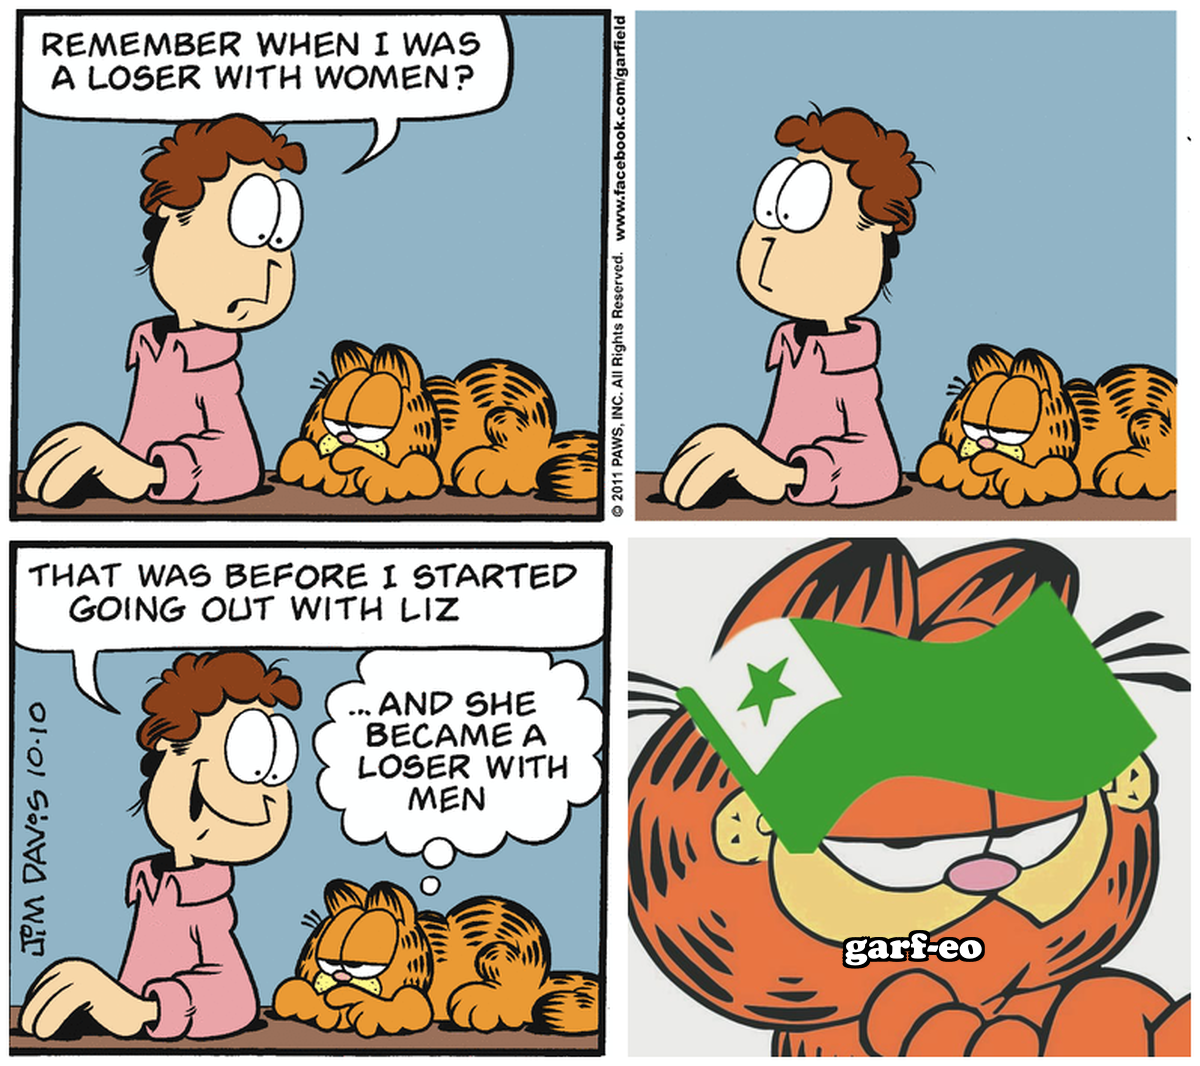 REMEMBER WHEN I WAS
A LOSER WITH WOMEN?
© 2011 PAWS, INC. All Rights Reserved. www.facebook.com/garfield
THAT WAS BEFORE I STARTED
GOING OUT WITH LIZ
...AND SHE
BECAME A
LOSER WITH
MEN
JIM DAVIS 10·10
garf-eo